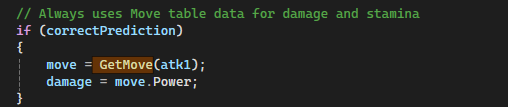 // Always uses Move table data for damage and stamina
if (correctPrediction)
{
move = GetMove(atk1);
damage = move.Power;
}